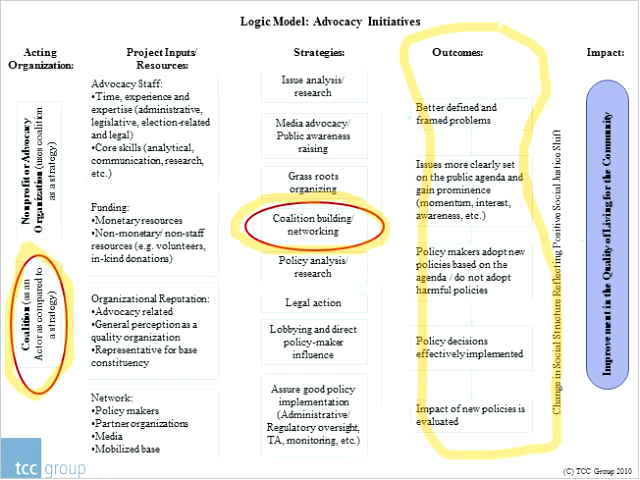 Logic Model: Advocacy Initiatives
Acting
Organization:
Nonprofit or Advocacy
Organization (uses coalition
as a strategy)
Coalition (as an
Actor as compared to
a strategy)
Project Inputs/
Resources:
Advocacy Staff:
•Time, experience and
expertise (administrative,
legislative, election-related
and legal)
•Core skills (analytical,
communication, research,
etc.)
Funding:
•Monetary resources
•Non-monetary/ non-staff
resources (e.g. volunteers,
in-kind donations)
Organizational Reputation:
•Advocacy related
•General perception as a
quality organization
•Representative for base
constituency
Network:
•Policy makers
•Partner organizations
•Media
•Mobilized base
Strategies:
Issue analysis/
research
Media advocacy/
Public awareness
raising
Grass roots
organizing
Coalition building/
networking
Policy analysis/
research
Legal action
Lobbying and direct
policy-maker
influence
Assure good policy
implementation
(Administrative/
Regulatory oversight,
TA, monitoring, etc.)
Outcomes:
Better defined and
framed problems
Issues more clearly set
on the public agenda and
gain prominence
(momentum, interest,
awareness, etc.)
Policy makers adopt new
policies based on the
agenda / do not adopt
harmful policies
Policy decisions
effectively implemented
Impact of new policies is
evaluated
Change in Social Structure Reflecting Positive Social Justice Shift
Impact:
Improvement in the Quality of Living for the Community
tcc group
(C) TCC Group 2010